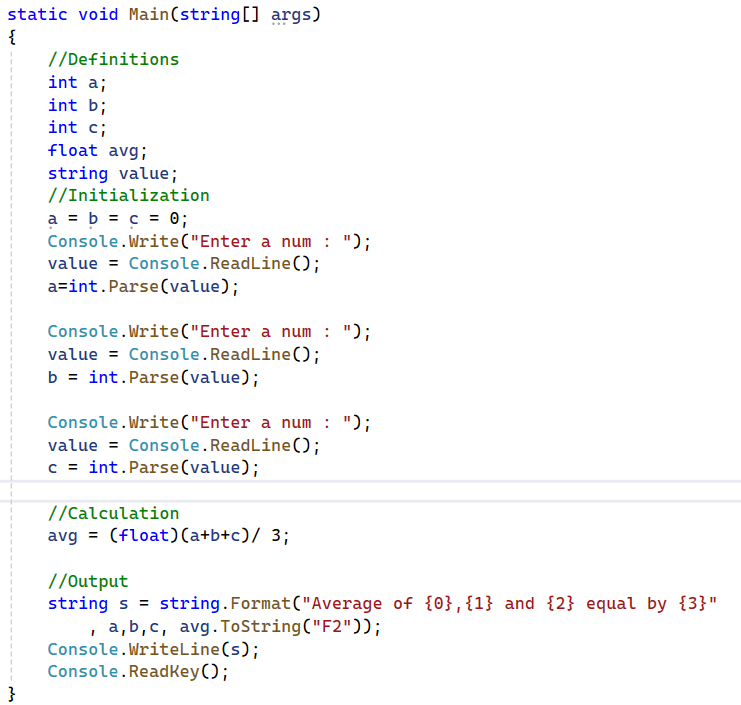 static void Main(string[] args)
{
    //Definitions
    int a;
    int b;
    int c;
    float avg;
    string value;
    //Initialization
    a = b = c = 0;
    Console.Write("Enter a num : ");
    value = Console.ReadLine();
    a=int.Parse(value);

    Console.Write("Enter a num : ");
    value = Console.ReadLine();
    b = int.Parse(value);

    Console.Write("Enter a num : ");
    value = Console.ReadLine();
    c = int.Parse(value);

    //Calculation
    avg = (float)(a+b+c)/ 3;

    //Output
    string s = string.Format("Average of {0},{1} and {2} equal by {3}"
        , a,b,c, avg.ToString("F2"));
    Console.WriteLine(s);
    Console.ReadKey();
}